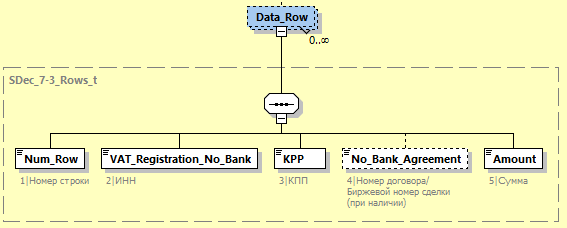 Data_Row
0..∞
SDec_7-3_Rows_t
Num_Row
VAT_Registration_No_Bank
KPP
No_Bank_Agreement
Amount
1|Номер строки
2|ИНН
3|КПП
4|Номер договора/
Биржевой номер сделки
(при наличии)
5|Сумма